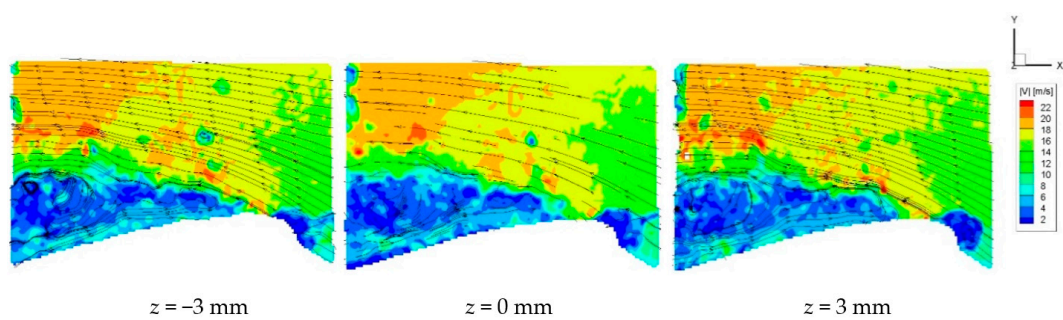 Y
Z X
|V| [m/s]
22
20
18
16
14
12
10
8
6
4
2
z = –3 mm
z = 0 mm
z = 3 mm